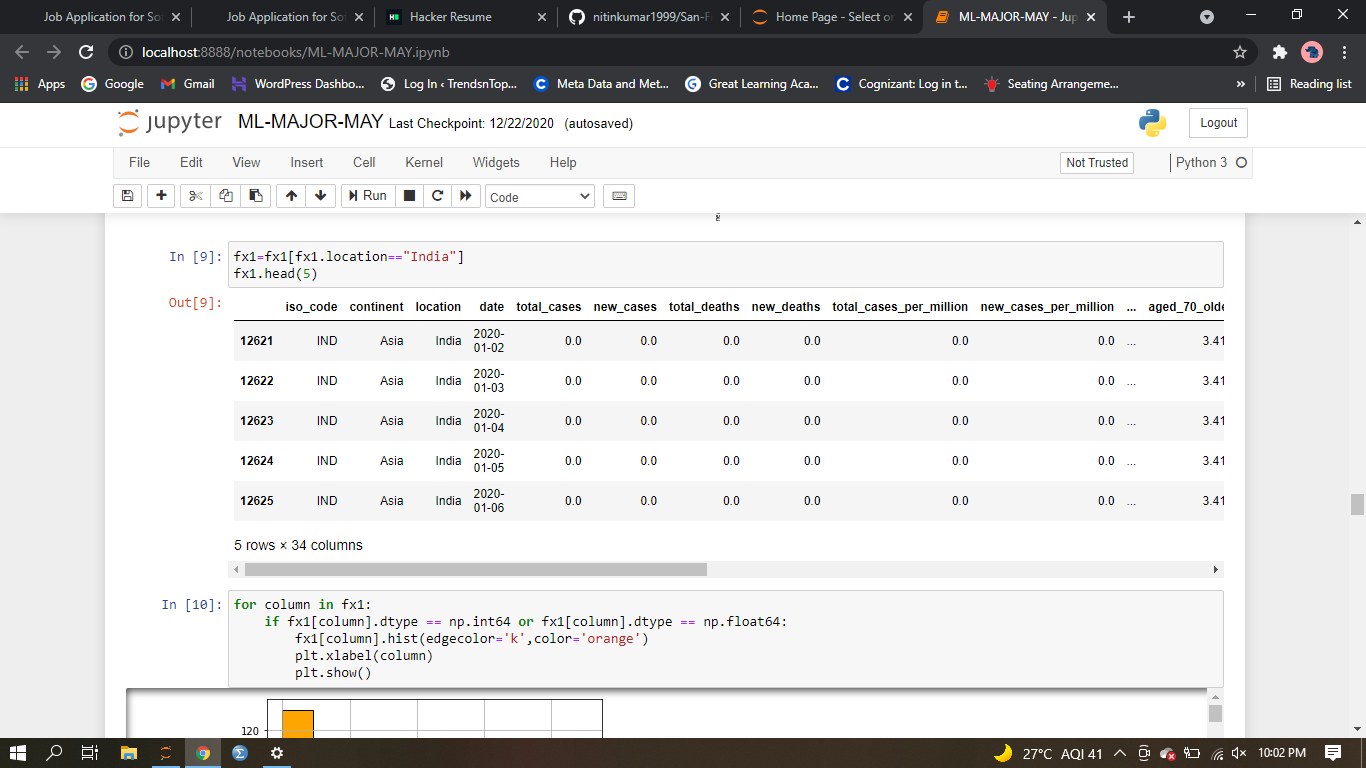 Job Application for Sof
Job Application for Sof
Hacker Resume
nitinkumar1999/San-F
Home Page - Select or
ML-MAJOR-MAY - Jup
localhost:8888/notebooks/ML-MAJOR-MAY.ipynb
Apps
Google
Gmail
WordPress Dashbo...
Log In ‹ TrendsnTop...
Meta Data and Met...
Great Learning Aca...
Cognizant: Log in t...
Seating Arrangeme...
»
Reading list
jupyter ML-MAJOR-MAY Last Checkpoint: 12/22/2020 (autosaved)
Logout
File Edit View Insert Cell Kernel Widgets Help
Not Trusted
Python 3
Run
Code
In [9]: fx1=fx1[fx1.location=="India"]
fx1.head(5)
Out[9]:
iso_code continent location date total_cases new_cases total_deaths new_deaths total_cases_per_million new_cases_per_million ... aged_70_olde
12621 IND Asia India 2020-01-02 0.0 0.0 0.0 0.0 0.0 0.0 ... 3.41
12622 IND Asia India 2020-01-03 0.0 0.0 0.0 0.0 0.0 0.0 ... 3.41
12623 IND Asia India 2020-01-04 0.0 0.0 0.0 0.0 0.0 0.0 ... 3.41
12624 IND Asia India 2020-01-05 0.0 0.0 0.0 0.0 0.0 0.0 ... 3.41
12625 IND Asia India 2020-01-06 0.0 0.0 0.0 0.0 0.0 0.0 ... 3.41
5 rows × 34 columns
In [10]: for column in fx1:
if fx1[column].dtype == np.int64 or fx1[column].dtype == np.float64:
fx1[column].hist(edgecolor='k',color='orange')
plt.xlabel(column)
plt.show()
120
27°C AQI 41
10:02 PM